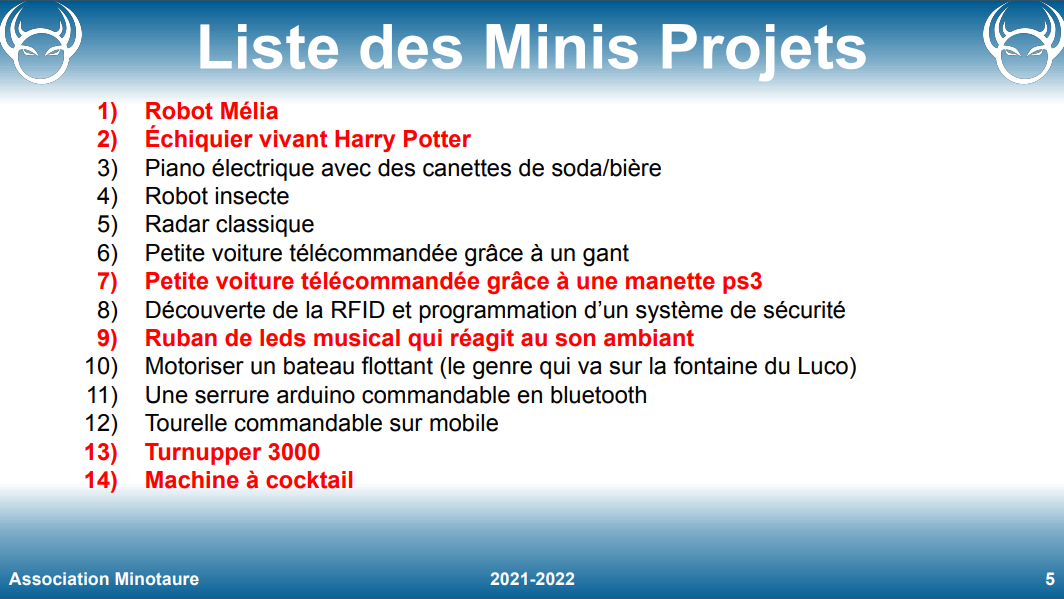 Liste des Minis Projets
1) Robot Mélia
2) Échiquier vivant Harry Potter
3) Piano électrique avec des canettes de soda/bière
4) Robot insecte
5) Radar classique
6) Petite voiture télécommandée grâce à un gant
7) Petite voiture télécommandée grâce à une manette ps3
8) Découverte de la RFID et programmation d’un système de sécurité
9) Ruban de leds musical qui réagit au son ambiant
10) Motoriser un bateau flottant (le genre qui va sur la fontaine du Luco)
11) Une serrure arduino commandable en bluetooth
12) Tourelle commandable sur mobile
13) Turnupper 3000
14) Machine à cocktail
Association Minotaure 2021-2022 5